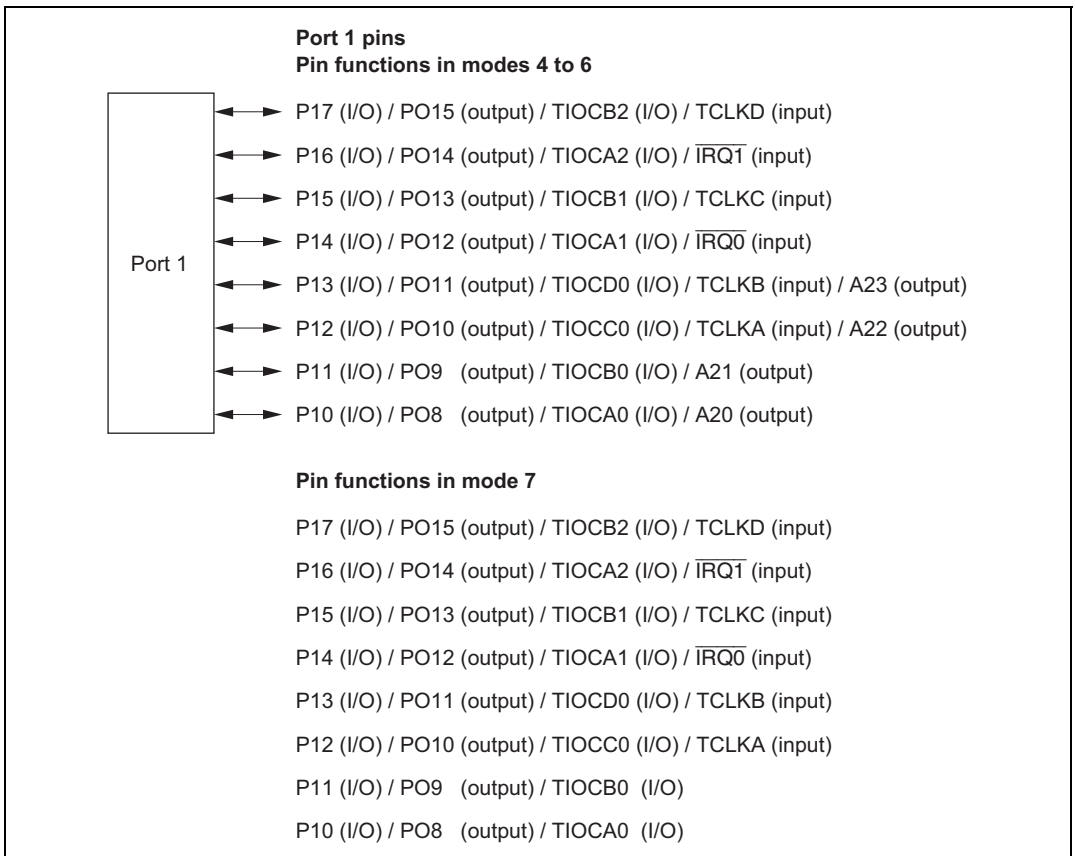 Port 1 pins
Pin functions in modes 4 to 6
P17 (I/O) / PO15 (output) / TIOCB2 (I/O) / TCLKD (input)
P16 (I/O) / PO14 (output) / TIOCA2 (I/O) / I̅R̅Q̅1̅ (input)
P15 (I/O) / PO13 (output) / TIOCB1 (I/O) / TCLKC (input)
P14 (I/O) / PO12 (output) / TIOCA1 (I/O) / I̅R̅Q̅0̅ (input)
Port 1
P13 (I/O) / PO11 (output) / TIOCD0 (I/O) / TCLKB (input) / A23 (output)
P12 (I/O) / PO10 (output) / TIOCC0 (I/O) / TCLKA (input) / A22 (output)
P11 (I/O) / PO9 (output) / TIOCB0 (I/O) / A21 (output)
P10 (I/O) / PO8 (output) / TIOCA0 (I/O) / A20 (output)
Pin functions in mode 7
P17 (I/O) / PO15 (output) / TIOCB2 (I/O) / TCLKD (input)
P16 (I/O) / PO14 (output) / TIOCA2 (I/O) / I̅R̅Q̅1̅ (input)
P15 (I/O) / PO13 (output) / TIOCB1 (I/O) / TCLKC (input)
P14 (I/O) / PO12 (output) / TIOCA1 (I/O) / I̅R̅Q̅0̅ (input)
P13 (I/O) / PO11 (output) / TIOCD0 (I/O) / TCLKB (input)
P12 (I/O) / PO10 (output) / TIOCC0 (I/O) / TCLKA (input)
P11 (I/O) / PO9 (output) / TIOCB0 (I/O)
P10 (I/O) / PO8 (output) / TIOCA0 (I/O)